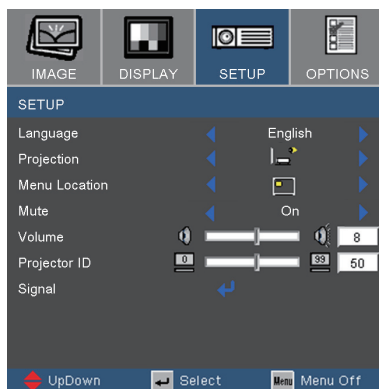 IMAGE DISPLAY SETUP OPTIONS
SETUP
Language English
Projection
Menu Location
Mute On
Volume 8
Projector ID 0 99 50
Signal
UpDown Select Menu Menu Off